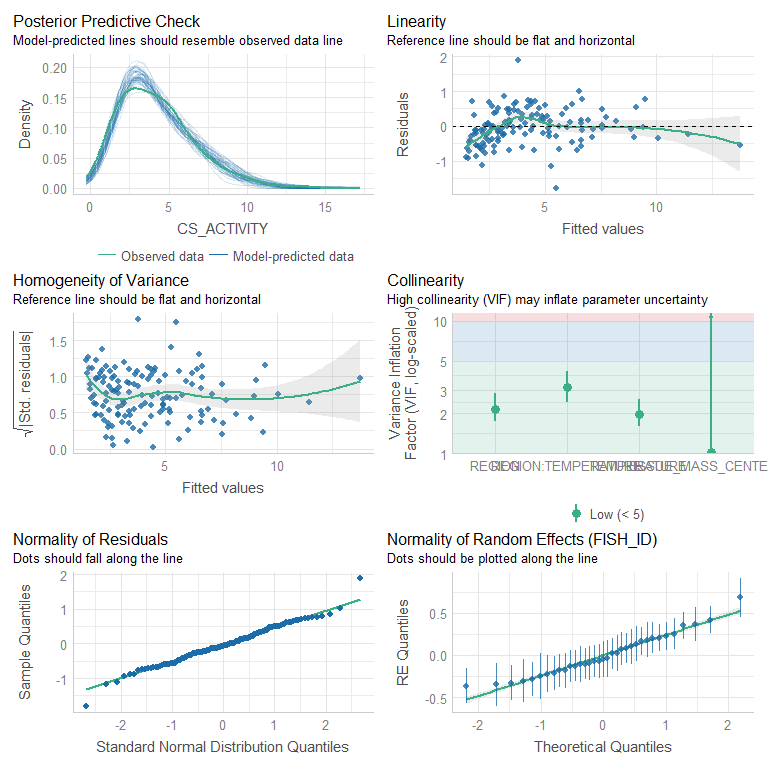 Posterior Predictive Check
Model-predicted lines should resemble observed data line
Density
0.20
0.15
0.10
0.05
0.00
0
5
10
15
CS_ACTIVITY
Observed data
Model-predicted data
Linearity
Reference line should be flat and horizontal
Residuals
2
1
0
-1
5
10
Fitted values
Homogeneity of Variance
Reference line should be flat and horizontal
√|Std. residuals|
1.5
1.0
0.5
0.0
5
10
Fitted values
Collinearity
High collinearity (VIF) may inflate parameter uncertainty
Variance Inflation
Factor (VIF, log-scaled)
10
5
3
2
1
Low (< 5)
Normality of Residuals
Dots should fall along the line
Sample Quantiles
2
1
0
-1
-2
-1
0
1
2
Standard Normal Distribution Quantiles
Normality of Random Effects (FISH_ID)
Dots should be plotted along the line
RE Quantiles
0.5
0.0
-0.5
-2
-1
0
1
2
Theoretical Quantiles